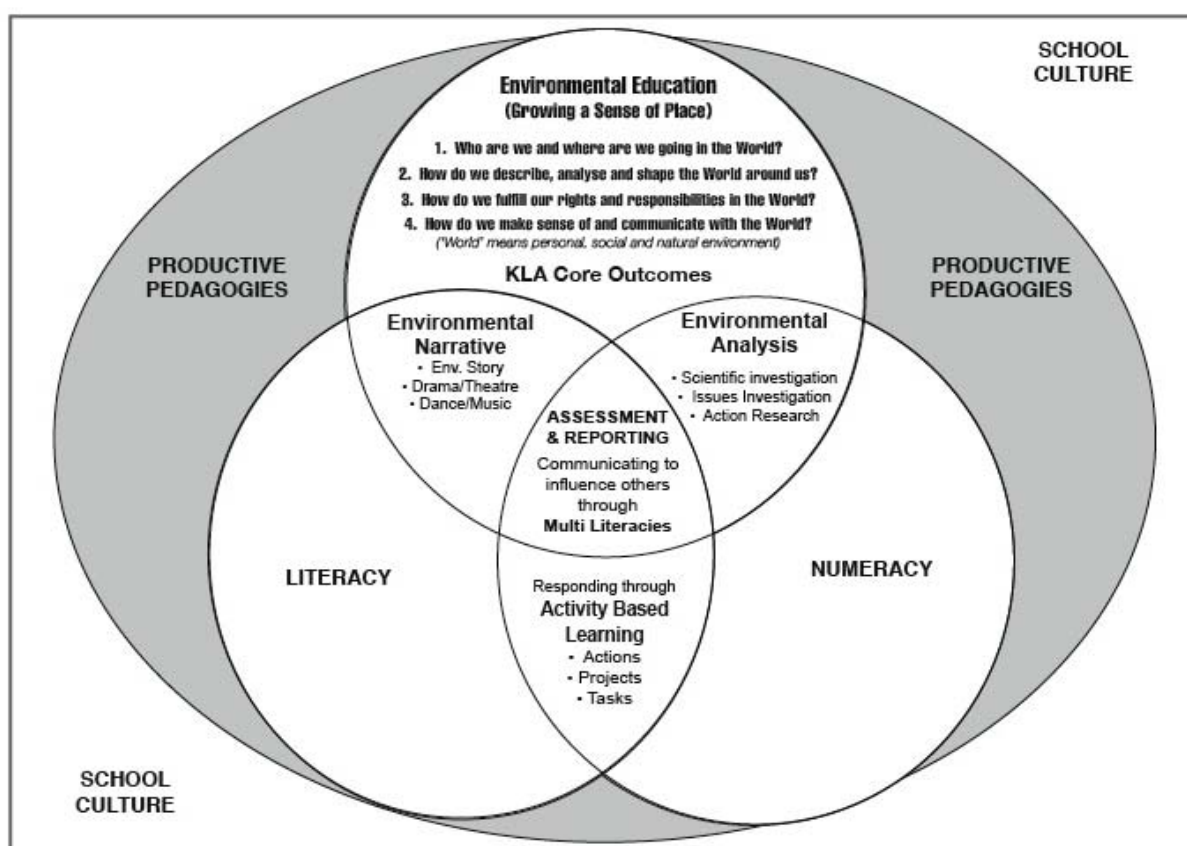 SCHOOL
CULTURE
Environmental Education
(Growing a Sense of Place)
1. Who are we and where are we going in the World?
2. How do we describe, analyse and shape the World around us?
3. How do we fulfill our rights and responsibilities in the World?
4. How do we make sense of and communicate with the World?
("World" means personal, social and natural environment)
KLA Core Outcomes
PRODUCTIVE
PEDAGOGIES
PRODUCTIVE
PEDAGOGIES
Environmental
Narrative
• Env. Story
• Drama/Theatre
• Dance/Music
Environmental
Analysis
• Scientific investigation
• Issues Investigation
• Action Research
ASSESSMENT
& REPORTING
Communicating to
influence others
through
Multi Literacies
LITERACY
NUMERACY
Responding through
Activity Based
Learning
• Actions
• Projects
• Tasks
SCHOOL
CULTURE